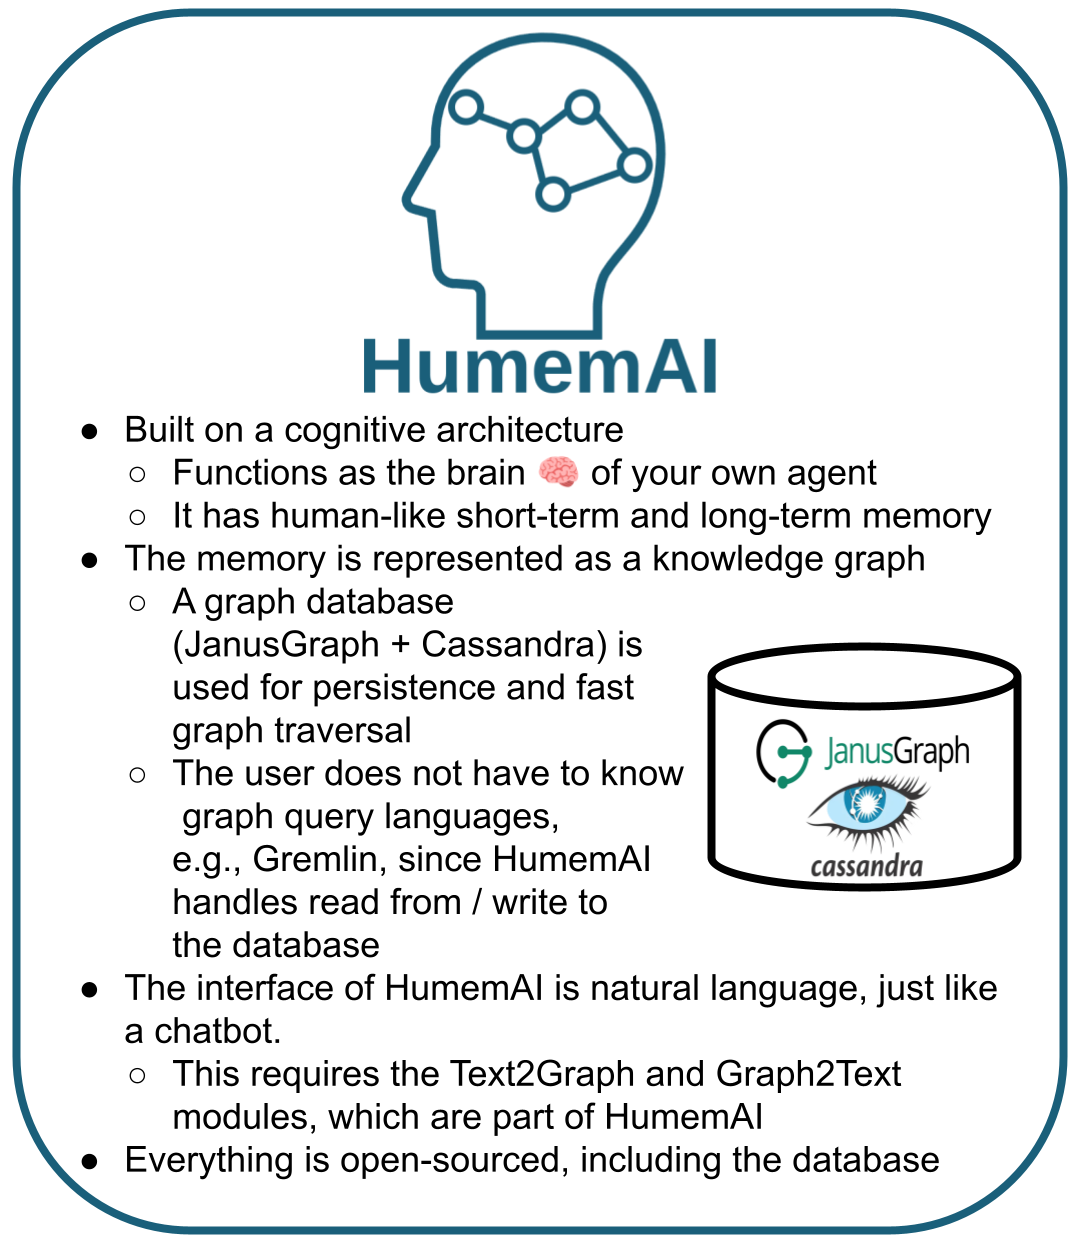 HumemAI
● Built on a cognitive architecture
○ Functions as the brain 🧠 of your own agent
○ It has human-like short-term and long-term memory
● The memory is represented as a knowledge graph
○ A graph database
(JanusGraph + Cassandra) is
used for persistence and fast
graph traversal
○ The user does not have to know
graph query languages,
e.g., Gremlin, since HumemAI
handles read from / write to
the database
JanusGraph
cassandra
● The interface of HumemAI is natural language, just like
a chatbot.
○ This requires the Text2Graph and Graph2Text
modules, which are part of HumemAI
● Everything is open-sourced, including the database